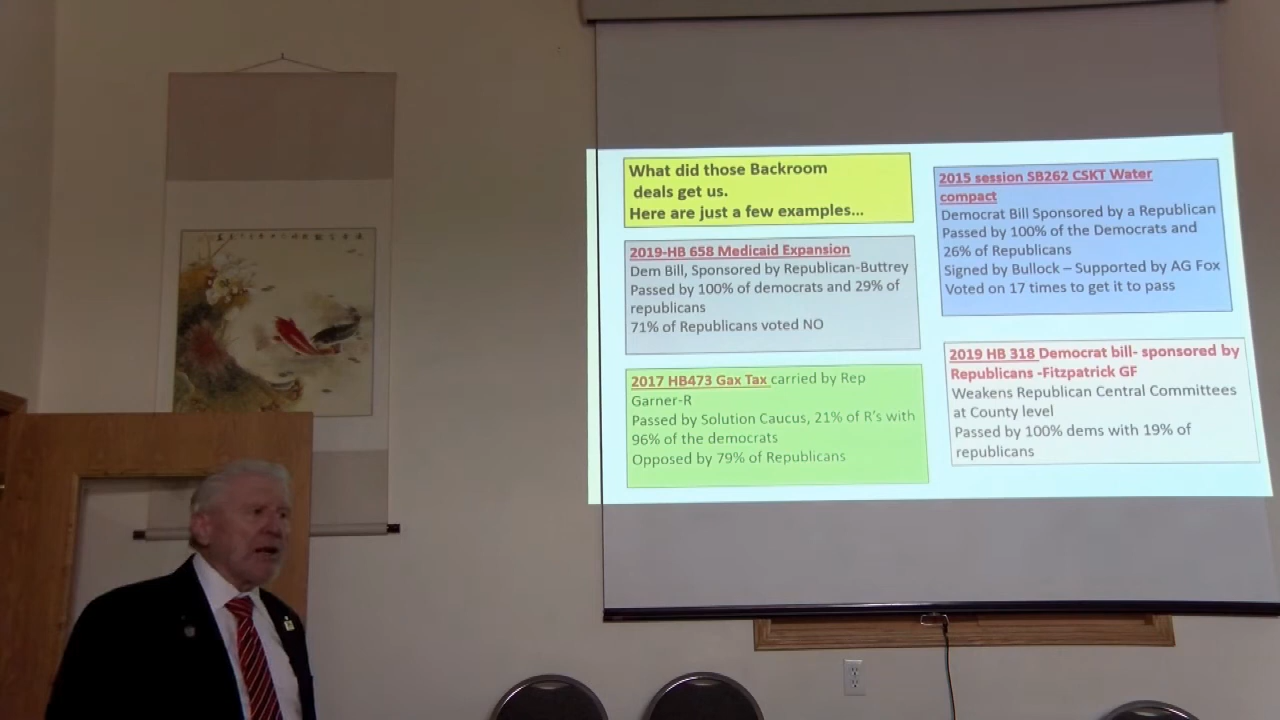 What did those Backroom
deals get us.
Here are just a few examples...
2019-HB 658 Medicaid Expansion
Dem Bill, Sponsored by Republican-Buttrey
Passed by 100% of democrats and 29% of
republicans
71% of Republicans voted NO
2017 HB473 Gax Tax carried by Rep
Garner-R
Passed by Solution Caucus, 21% of R's with
96% of the democrats
Opposed by 79% of Republicans
2015 session SB262 CSKT Water
compact
Democrat Bill Sponsored by a Republican
Passed by 100% of the Democrats and
26% of Republicans
Signed by Bullock – Supported by AG Fox
Voted on 17 times to get it to pass
2019 HB 318 Democrat bill- sponsored by
Republicans -Fitzpatrick GF
Weakens Republican Central Committees
at County level
Passed by 100% dems with 19% of
republicans